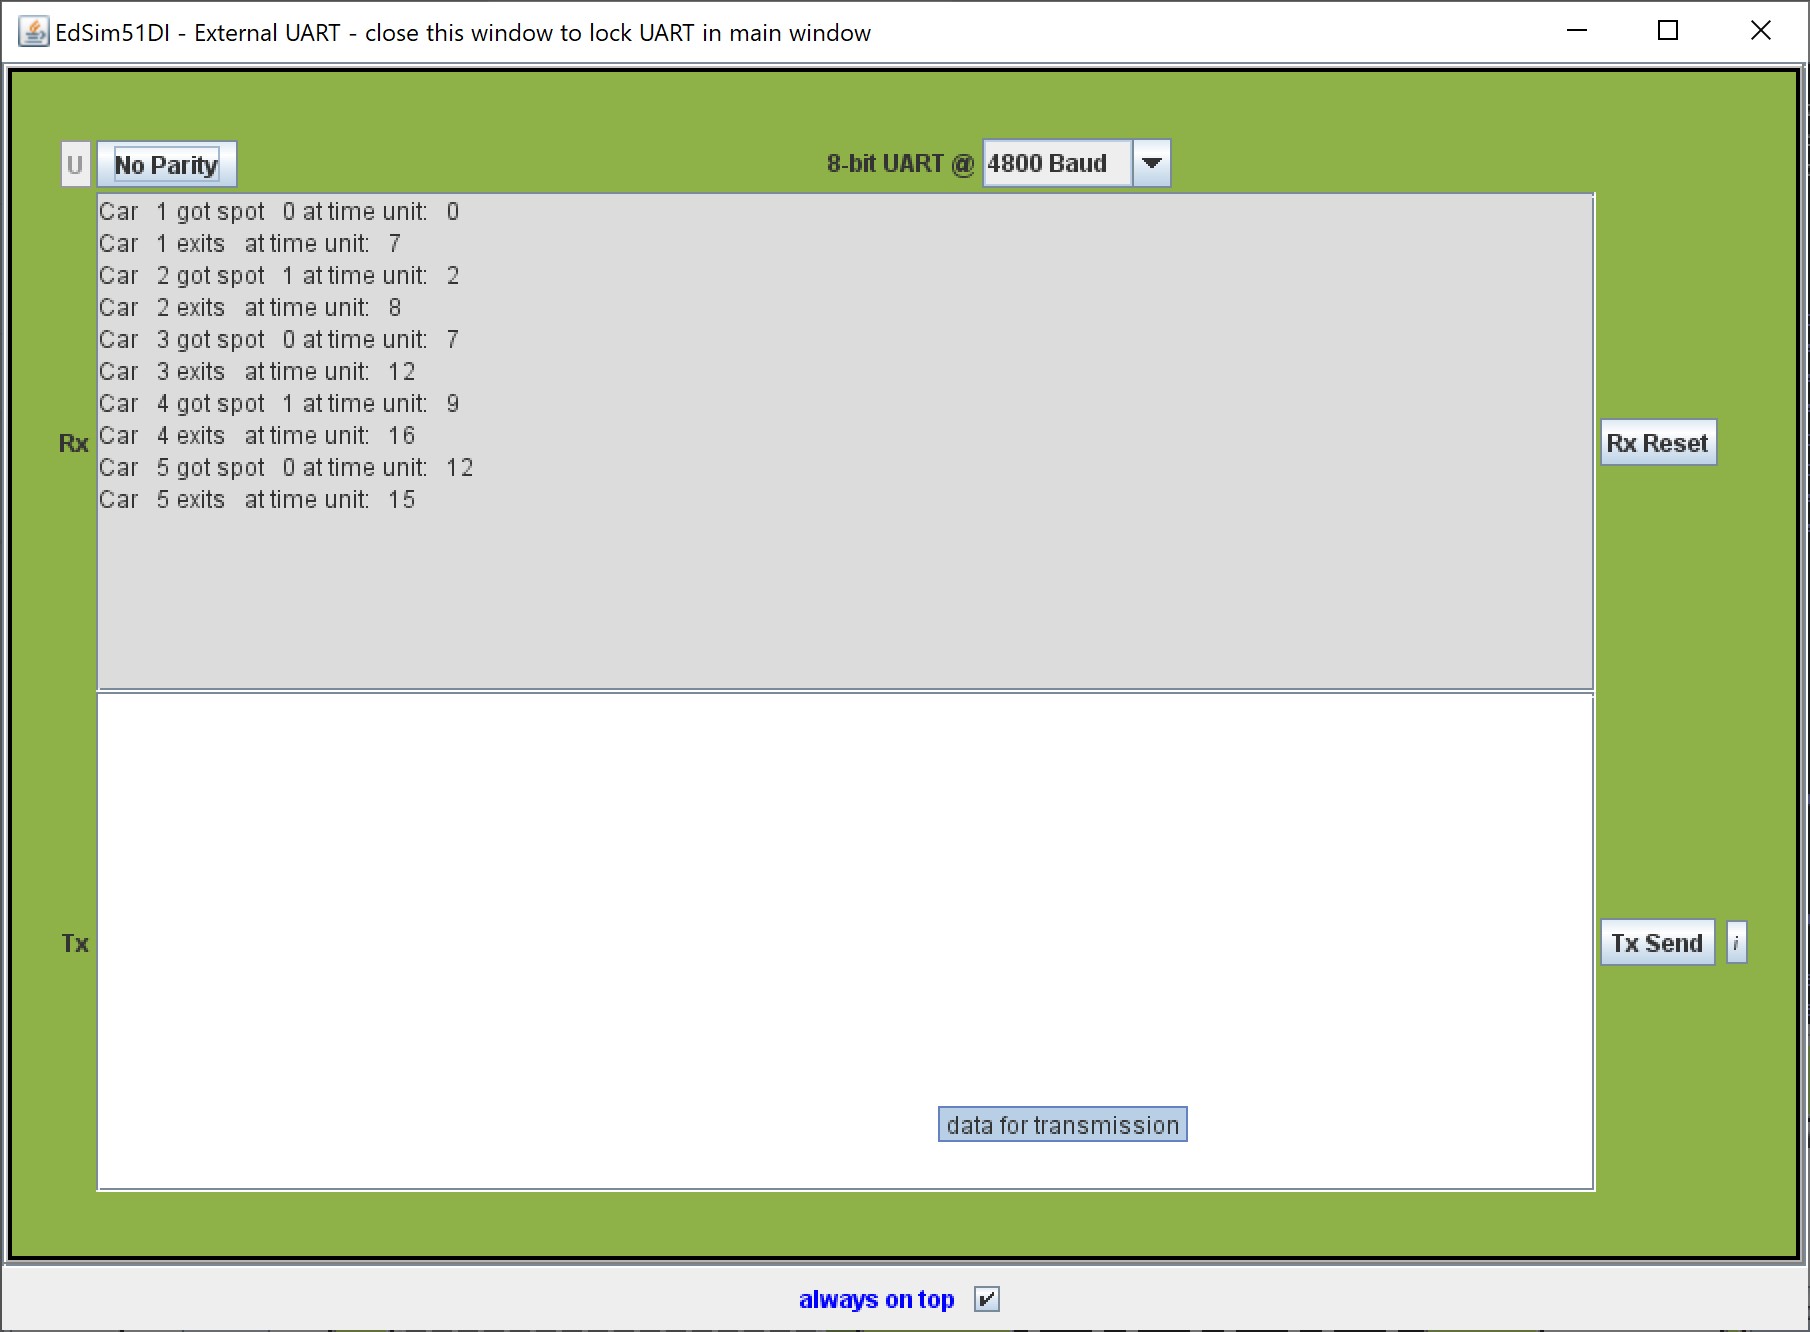 EdSim51DI - External UART - close this window to lock UART in main window
U No Parity 8-bit UART @ 4800 Baud
Car 1 got spot 0 at time unit: 0
Car 1 exits at time unit: 7
Car 2 got spot 1 at time unit: 2
Car 2 exits at time unit: 8
Car 3 got spot 0 at time unit: 7
Car 3 exits at time unit: 12
Car 4 got spot 1 at time unit: 9
Car 4 exits at time unit: 16
Car 5 got spot 0 at time unit: 12
Car 5 exits at time unit: 15
Rx
Rx Reset
Tx
Tx Send i
data for transmission
always on top